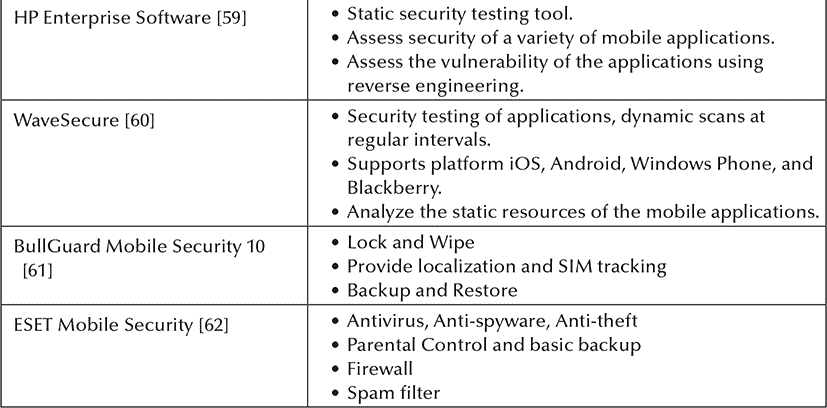 HP Enterprise Software [59]
• Static security testing tool.
• Assess security of a variety of mobile applications.
• Assess the vulnerability of the applications using
reverse engineering.
WaveSecure [60]
• Security testing of applications, dynamic scans at
regular intervals.
• Supports platform iOS, Android, Windows Phone, and
Blackberry.
• Analyze the static resources of the mobile applications.
BullGuard Mobile Security 10
[61]
• Lock and Wipe
• Provide localization and SIM tracking
• Backup and Restore
ESET Mobile Security [62]
• Antivirus, Anti-spyware, Anti-theft
• Parental Control and basic backup
• Firewall
• Spam filter